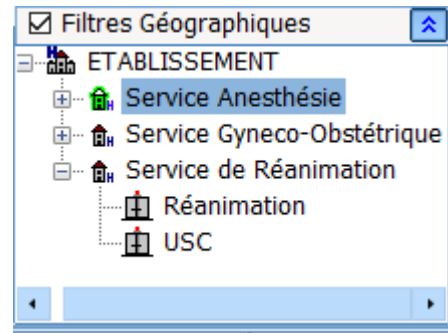 Filtres Géographiques
ETABLISSEMENT
Service Anesthésie
Service Gyneco-Obstétrique
Service de Réanimation
Réanimation
USC